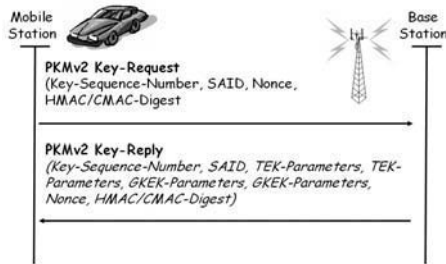 Mobile
Station
Base
Station
PKMv2 Key-Request
(Key-Sequence-Number, SAID, Nonce,
HMAC/CMAC-Digest
PKMv2 Key-Reply
(Key-Sequence-Number, SAID, TEK-Parameters, TEK-
Parameters, GKEK-Parameters, GKEK-Parameters,
Nonce, HMAC/CMAC-Digest)